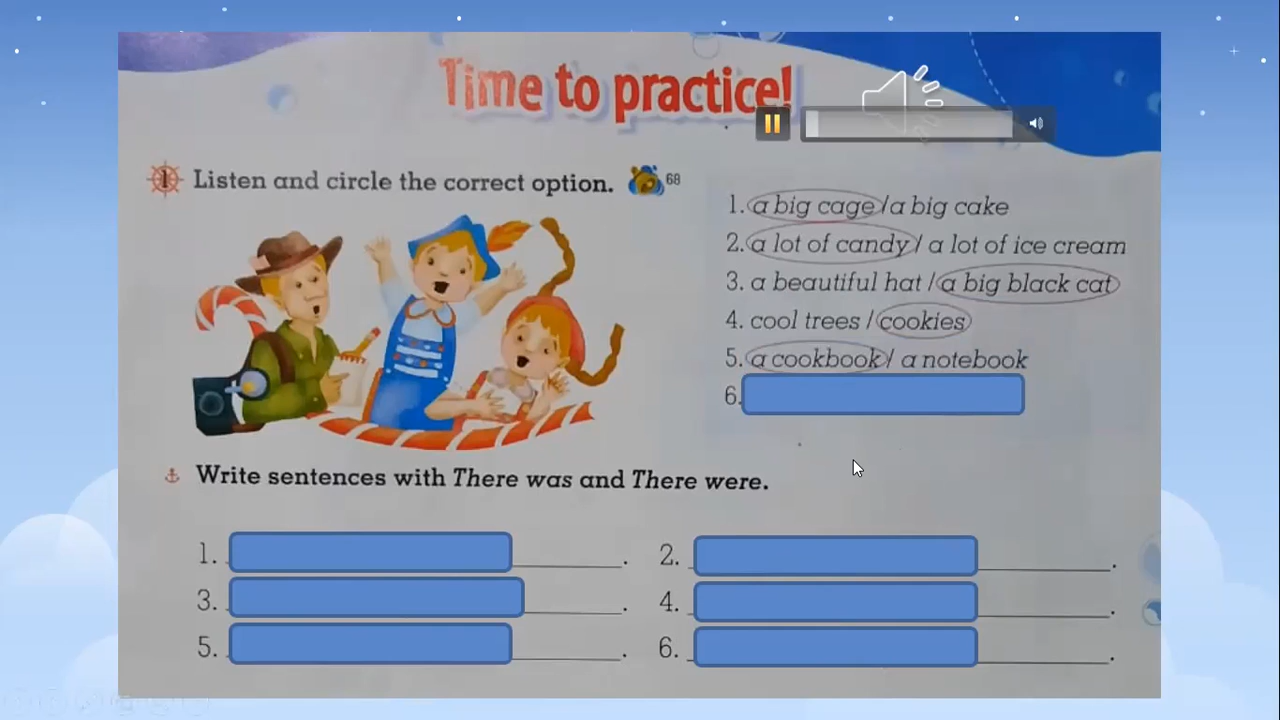 Time to practice!
1 Listen and circle the correct option. 68
1. a big cage / a big cake
2. a lot of candy / a lot of ice cream
3. a beautiful hat / a big black cat
4. cool trees / cookies
5. a cookbook / a notebook
6.
Write sentences with There was and There were.
1. .
2. .
3. .
4. .
5. .
6. .